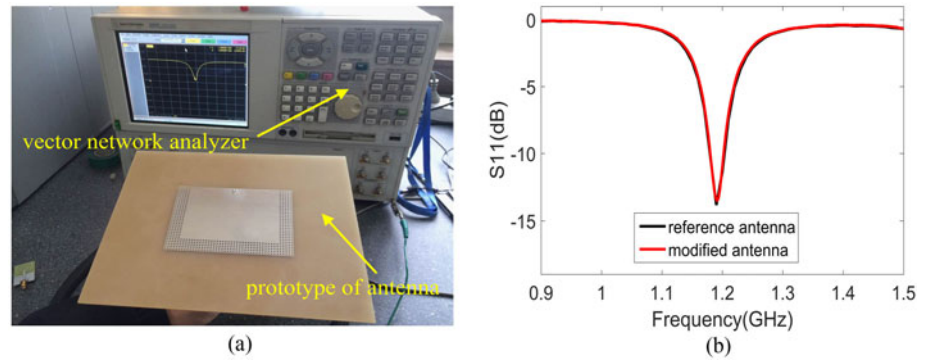 vector network analyzer
prototype of antenna
(a)
0
-5
-10
-15
S11(dB)
reference antenna
modified antenna
0.9 1 1.1 1.2 1.3 1.4 1.5
Frequency(GHz)
(b)